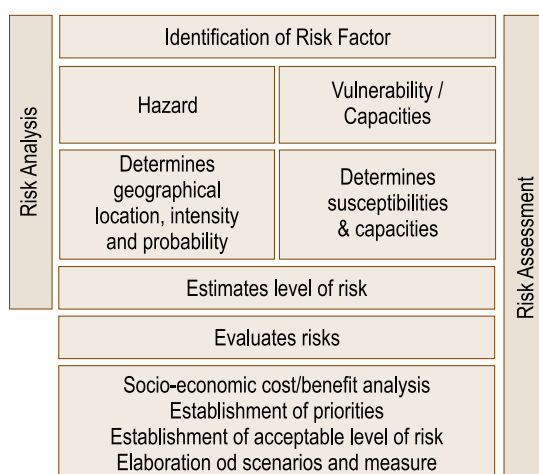 Risk Analysis
Identification of Risk Factor
Hazard
Vulnerability /
Capacities
Determines
geographical
location, intensity
and probability
Determines
susceptibilities
& capacities
Estimates level of risk
Evaluates risks
Socio-economic cost/benefit analysis
Establishment of priorities
Establishment of acceptable level of risk
Elaboration od scenarios and measure
Risk Assessment